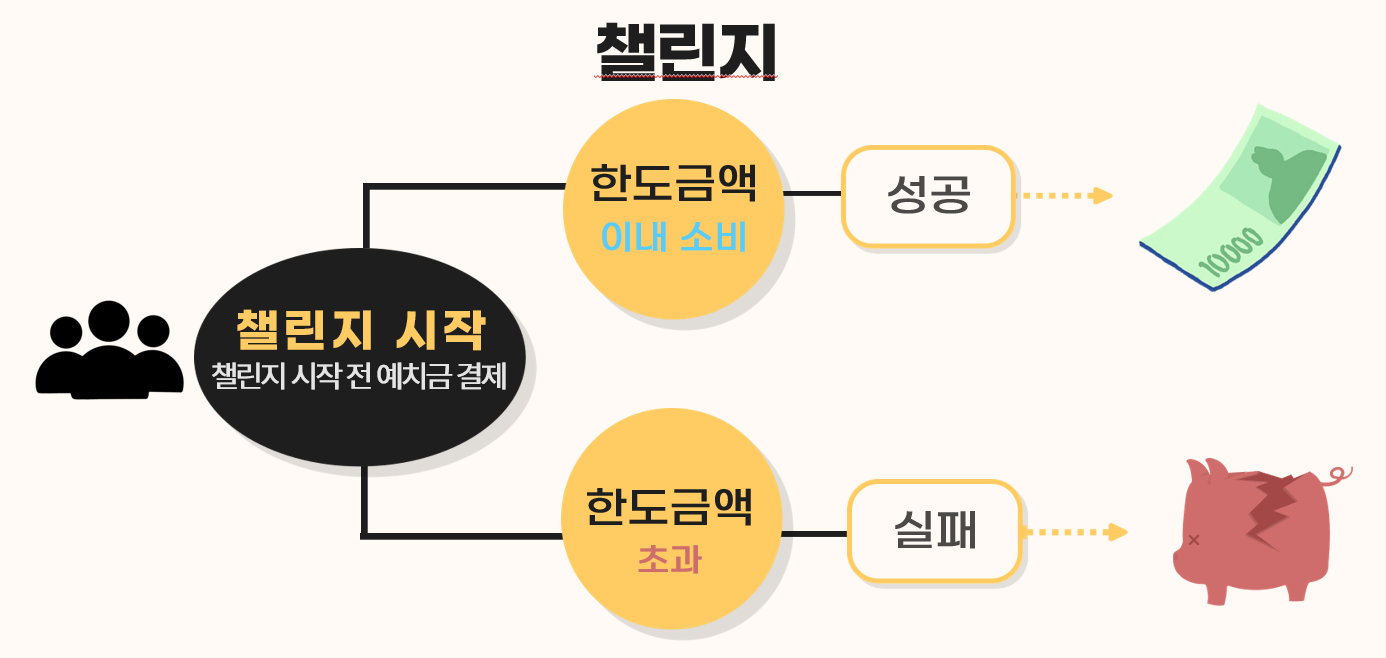 챌린지
한도금액
이내 소비
성공
10000
챌린지 시작
챌린지 시작 전 예치금 결제
한도금액
초과
실패